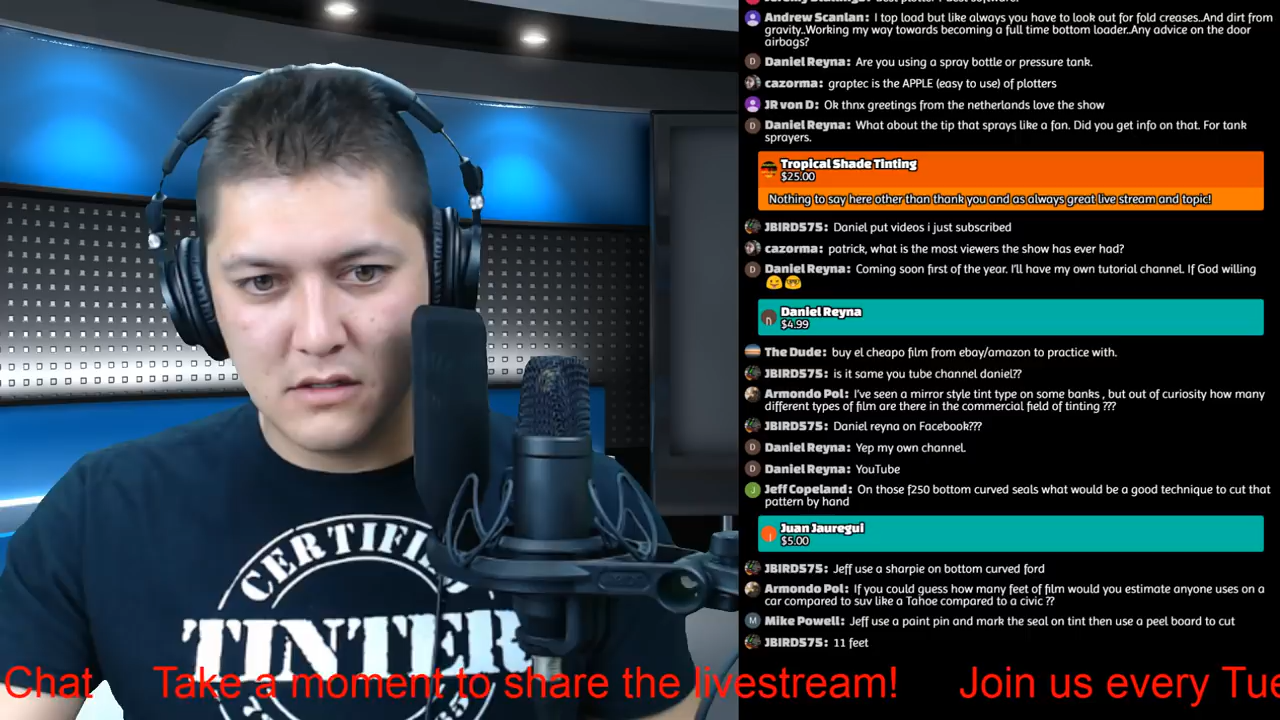 CERTIFI
TINTER
Andrew Scanlan: I top load but like always you have to look out for fold creases..And dirt from
gravity..Working my way towards becoming a full time bottom loader..Any advice on the door
airbags?
Daniel Reyna: Are you using a spray bottle or pressure tank.
cazorma: graptec is the APPLE (easy to use) of plotters
JR von D: Ok thnx greetings from the netherlands love the show
Daniel Reyna: What about the tip that sprays like a fan. Did you get info on that. For tank
sprayers.
Tropical Shade Tinting
$25.00
Nothing to say here other than thank you and as always great live stream and topic!
JBIRD575: Daniel put videos i just subscribed
cazorma: patrick, what is the most viewers the show has ever had?
Daniel Reyna: Coming soon first of the year. I'll have my own tutorial channel. If God willing
Daniel Reyna
$4.99
The Dude: buy el cheapo film from ebay/amazon to practice with.
JBIRD575: is it same you tube channel daniel??
Armondo Pol: I've seen a mirror style tint type on some banks , but out of curiosity how many
different types of film are there in the commercial field of tinting ???
JBIRD575: Daniel reyna on Facebook???
Daniel Reyna: Yep my own channel.
Daniel Reyna: YouTube
Jeff Copeland: On those f250 bottom curved seals what would be a good technique to cut that
pattern by hand
Juan Jauregui
$5.00
JBIRD575: Jeff use a sharpie on bottom curved ford
Armondo Pol: If you could guess how many feet of film would you estimate anyone uses on a
car compared to suv like a Tahoe compared to a civic ??
Mike Powell: Jeff use a paint pin and mark the seal on tint then use a peel board to cut
JBIRD575: 11 feet
Chat Take a moment to share the livestream! Join us every Tue